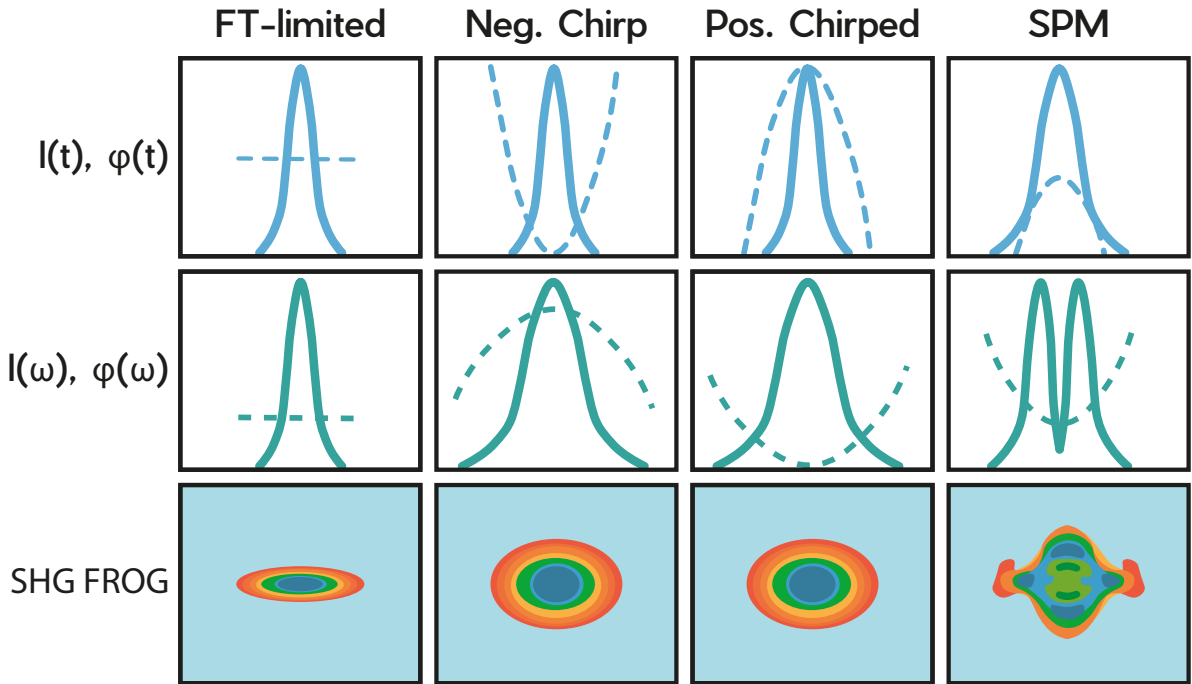 FT-limited
Neg. Chirp
Pos. Chirped
SPM
I(t), φ(t)
I(ω), φ(ω)
SHG FROG